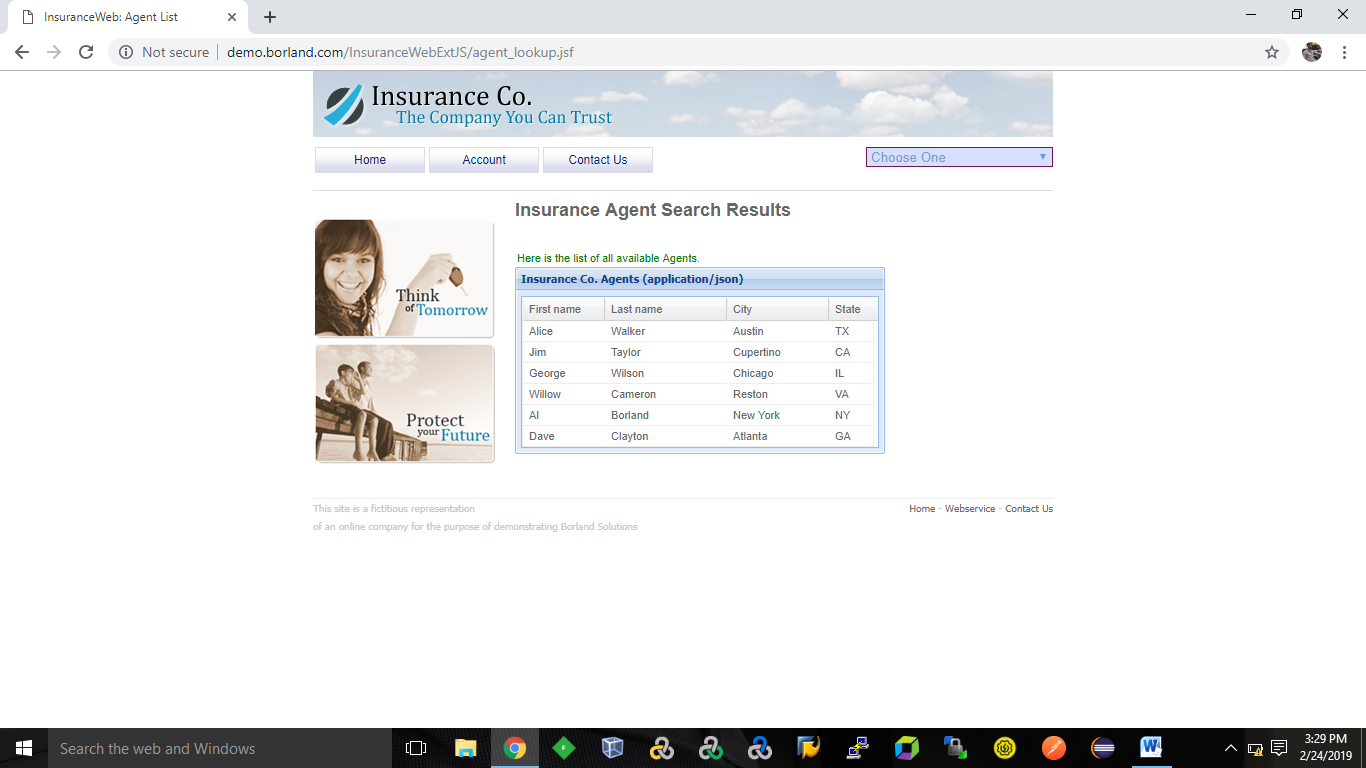 InsuranceWeb: Agent List
Not secure demo.borland.com/InsuranceWebExtJS/agent_lookup.jsf
Insurance Co.
The Company You Can Trust
Home Account Contact Us Choose One
Insurance Agent Search Results
Think
of Tomorrow
Protect
your Future
Here is the list of all available Agents.
Insurance Co. Agents (application/json)
First name Last name City State
Alice Walker Austin TX
Jim Taylor Cupertino CA
George Wilson Chicago IL
Willow Cameron Reston VA
Al Borland New York NY
Dave Clayton Atlanta GA
This site is a fictitious representation
of an online company for the purpose of demonstrating Borland Solutions
Home - Webservice - Contact Us
Search the web and Windows
3:29 PM
2/24/2019